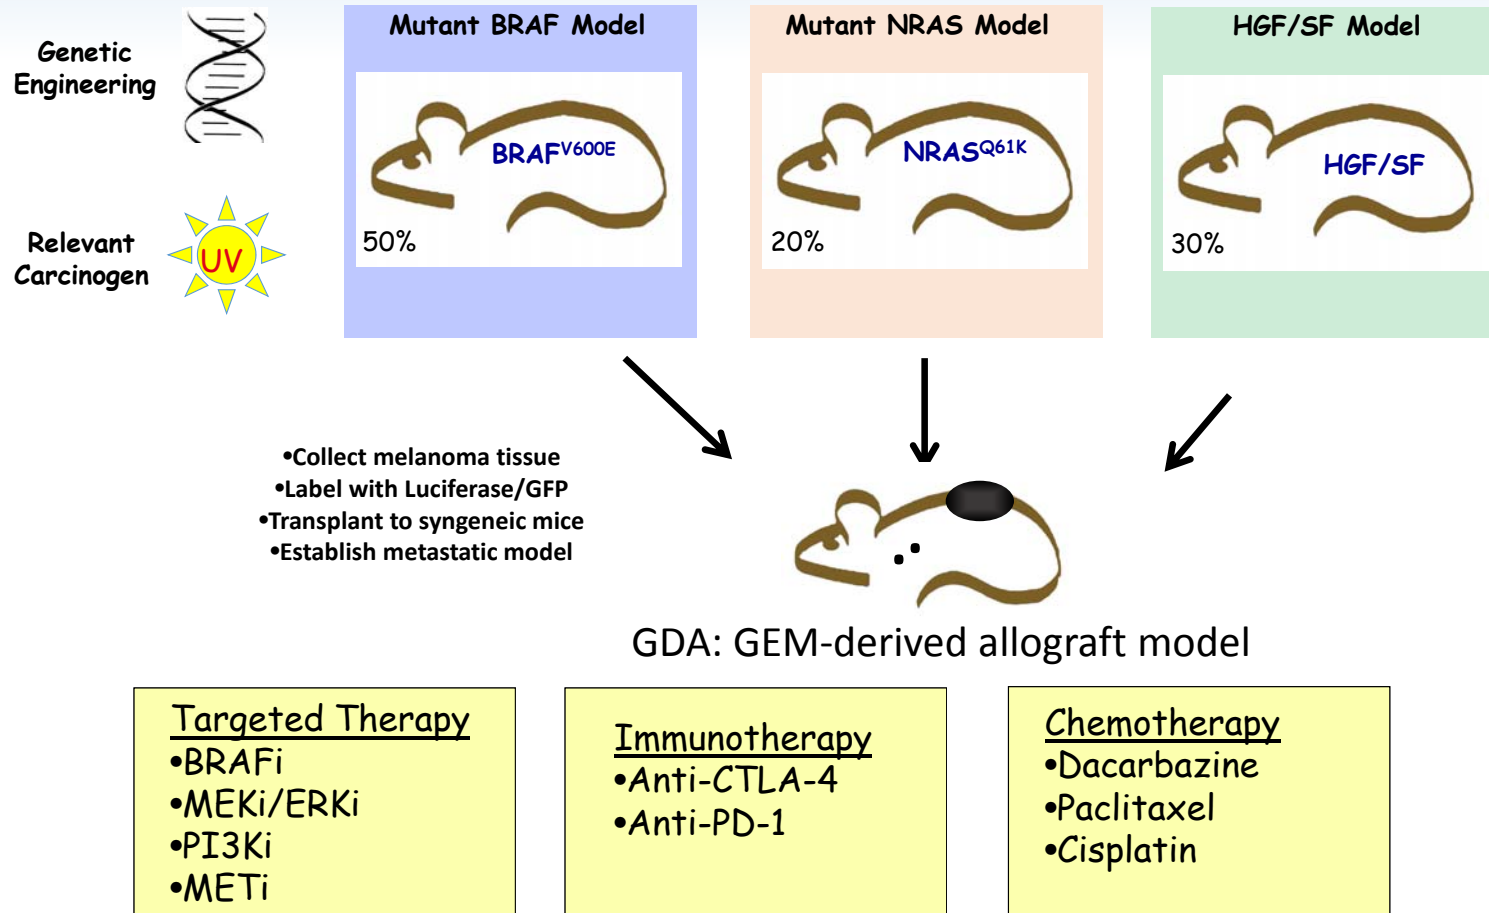 Genetic
Engineering
Mutant BRAF Model
BRAFV600E
50%
Mutant NRAS Model
NRASQ61K
20%
HGF/SF Model
HGF/SF
30%
Relevant
Carcinogen
UV
•Collect melanoma tissue
•Label with Luciferase/GFP
•Transplant to syngeneic mice
•Establish metastatic model
GDA: GEM-derived allograft model
Targeted Therapy
•BRAFi
•MEKi/ERKi
•PI3Ki
•METi
Immunotherapy
•Anti-CTLA-4
•Anti-PD-1
Chemotherapy
•Dacarbazine
•Paclitaxel
•Cisplatin